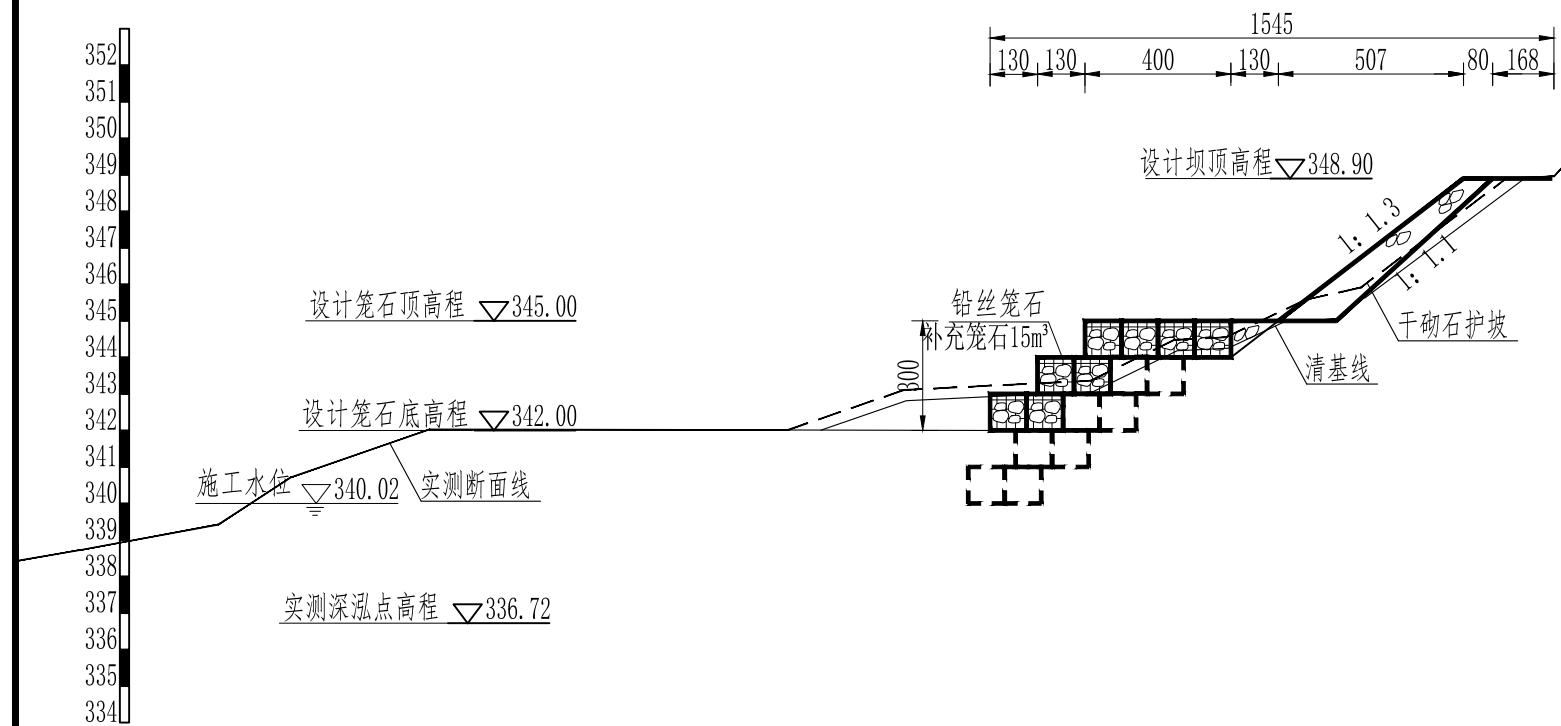 1545
130 130 400 130 507 80 168
352
351
350
349
348
347
346
345
344
343
342
341
340
339
338
337
336
335
334
设计坝顶高程 348.90
1: 1.3
1: 1.1
设计笼石顶高程 345.00
铅丝笼石
补充笼石15m³
300
干砌石护坡
清基线
设计笼石底高程 342.00
施工水位 340.02
实测断面线
实测深泓点高程 336.72